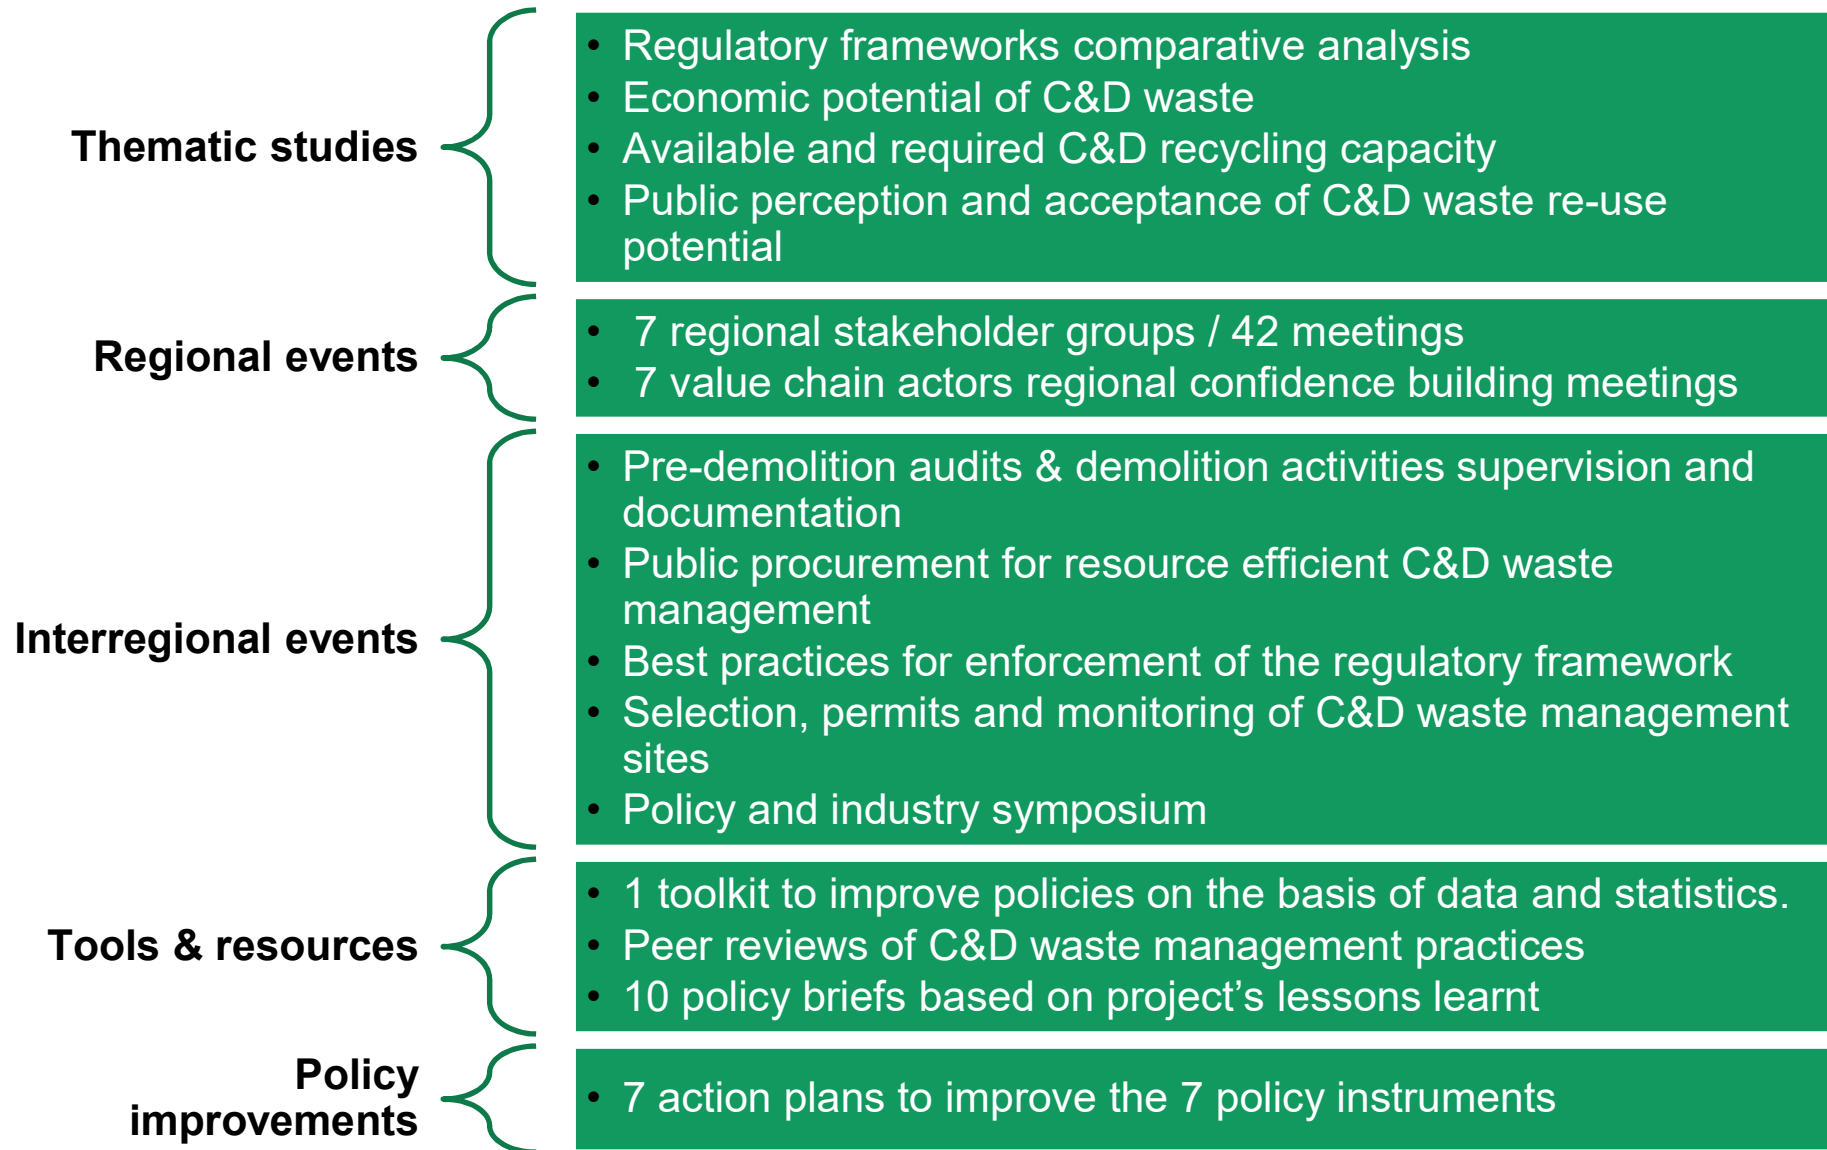 Thematic studies
• Regulatory frameworks comparative analysis
• Economic potential of C&D waste
• Available and required C&D recycling capacity
• Public perception and acceptance of C&D waste re-use
potential
Regional events
• 7 regional stakeholder groups / 42 meetings
• 7 value chain actors regional confidence building meetings
Interregional events
• Pre-demolition audits & demolition activities supervision and
documentation
• Public procurement for resource efficient C&D waste
management
• Best practices for enforcement of the regulatory framework
• Selection, permits and monitoring of C&D waste management
sites
• Policy and industry symposium
Tools & resources
• 1 toolkit to improve policies on the basis of data and statistics.
• Peer reviews of C&D waste management practices
• 10 policy briefs based on project’s lessons learnt
Policy
improvements
• 7 action plans to improve the 7 policy instruments